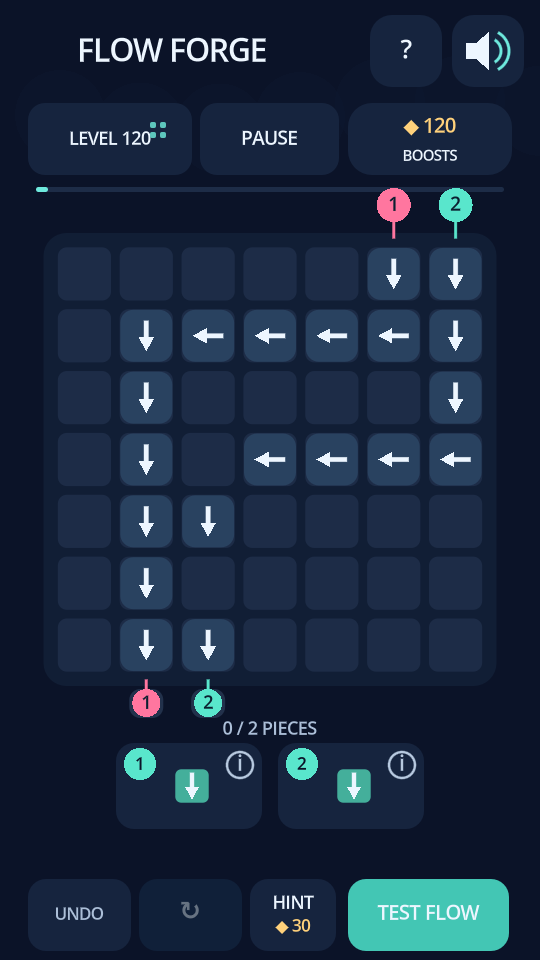 FLOW FORGE
?
LEVEL 120
PAUSE
120
BOOSTS
1
2
1
2
0 / 2 PIECES
1
i
2
i
UNDO
↻
HINT
30
TEST FLOW